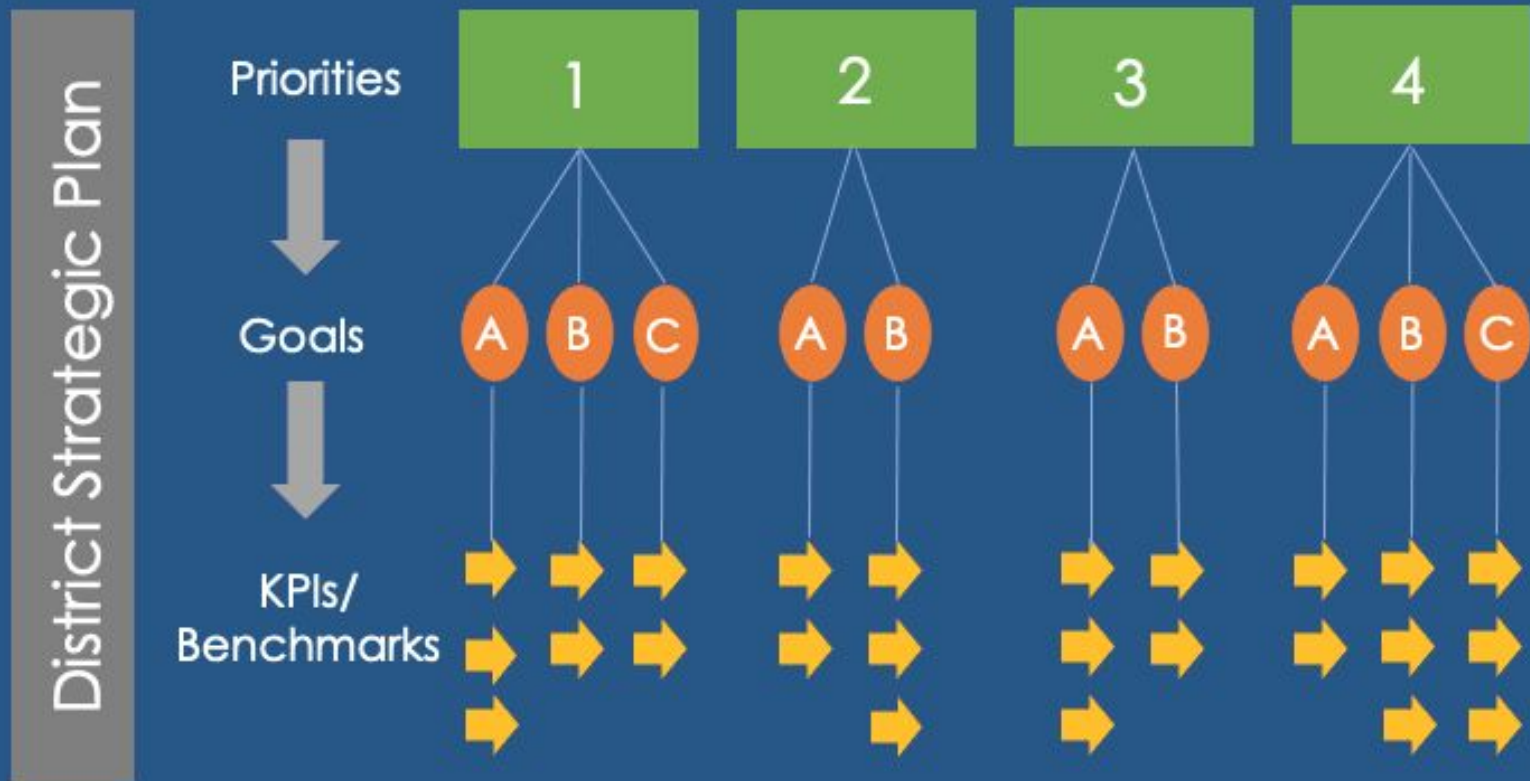 District Strategic Plan
Priorities
1
2
3
4
Goals
A
B
C
A
B
A
B
A
B
C
KPIs/
Benchmarks